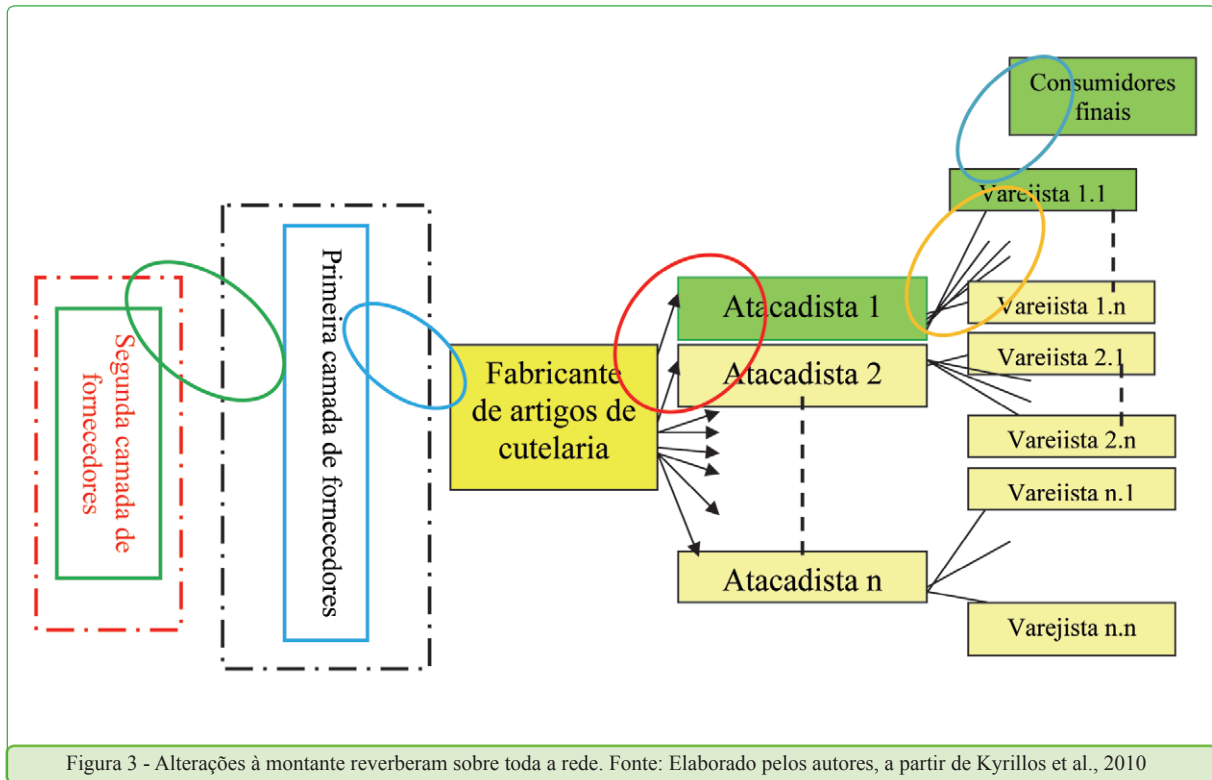 Consumidores
finais
Vareiista 1.1
Segunda camada de
fornecedores
Primeira camada de fornecedores
Fabricante
de artigos de
cutelaria
Atacadista 1
Atacadista 2
Atacadista n
Vareiista 1.n
Vareiista 2.1
Vareiista 2.n
Vareiista n.1
Varejista n.n
Figura 3 - Alterações à montante reverberam sobre toda a rede. Fonte: Elaborado pelos autores, a partir de Kyrillos et al., 2010